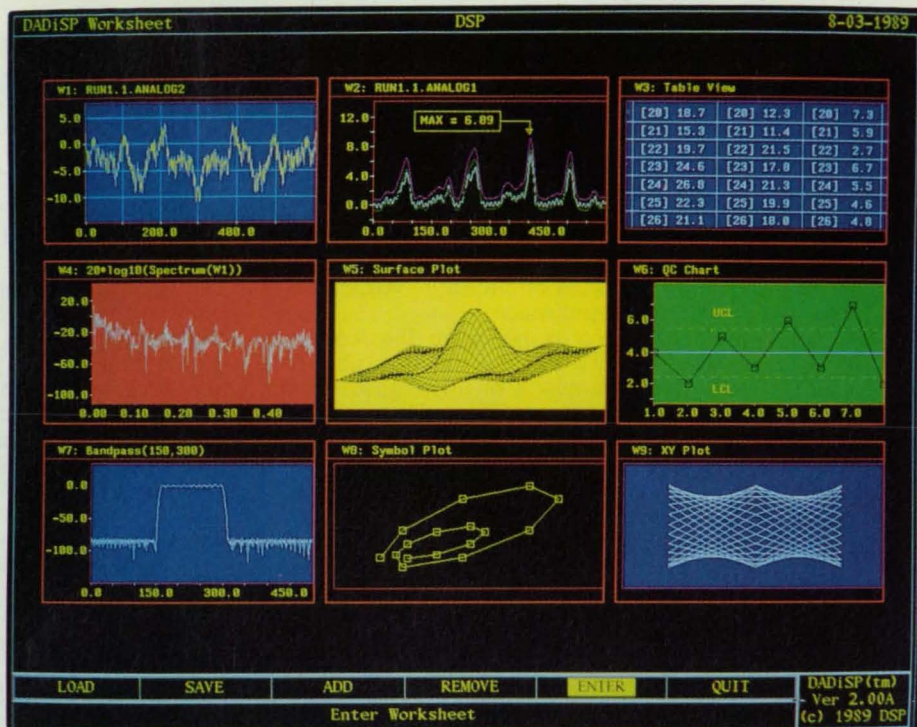 DADiSP Worksheet DSP 8-03-1989
W1: RUN1.1.ANALOG2
5.0
0.0
-5.0
-10.0
0.0 200.0 400.0
W2: RUN1.1.ANALOG1
MAX = 6.89
12.0
8.0
4.0
0.0
0.0 150.0 300.0 450.0
W3: Table View
[20] 18.7 [20] 12.3 [20] 7.3
[21] 15.3 [21] 11.4 [21] 5.9
[22] 19.7 [22] 21.5 [22] 2.7
[23] 24.6 [23] 17.8 [23] 6.7
[24] 26.8 [24] 21.3 [24] 5.5
[25] 22.3 [25] 19.9 [25] 4.6
[26] 21.1 [26] 18.0 [26] 4.8
W4: 20*log10(Spectrum(W1))
20.0
-20.0
-60.0
-100.0
0.00 0.10 0.20 0.30 0.40
W5: Surface Plot
W6: QC Chart
UCL
6.0
4.0
2.0
LCL
1.0 2.0 3.0 4.0 5.0 6.0 7.0
W7: Bandpass(150,300)
0.0
-50.0
-100.0
0.0 150.0 300.0 450.0
W8: Symbol Plot
W9: XY Plot
LOAD SAVE ADD REMOVE ENTER QUIT
Enter Worksheet
DADiSP(tm)
Ver 2.00A
(c) 1989 DSP